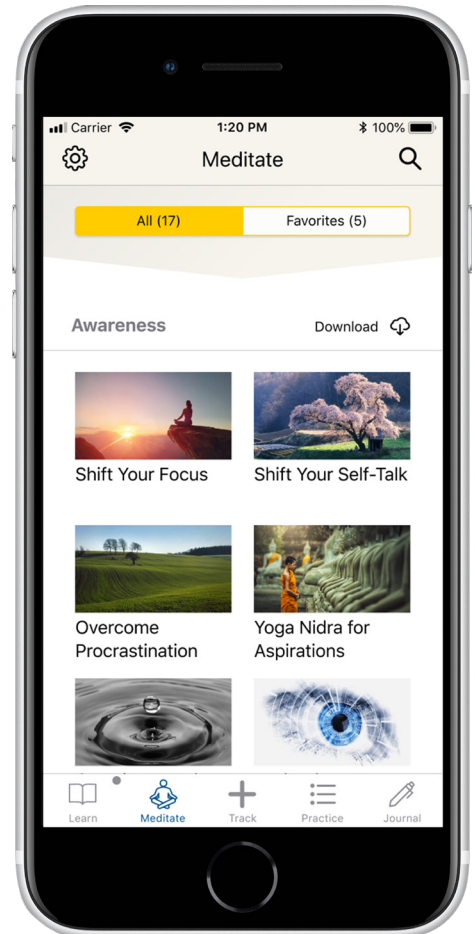 Carrier 1:20 PM 100%
Meditate
All (17) Favorites (5)
Awareness Download
Shift Your Focus Shift Your Self-Talk
Overcome Yoga Nidra for
Procrastination Aspirations
Learn Meditate Track Practice Journal